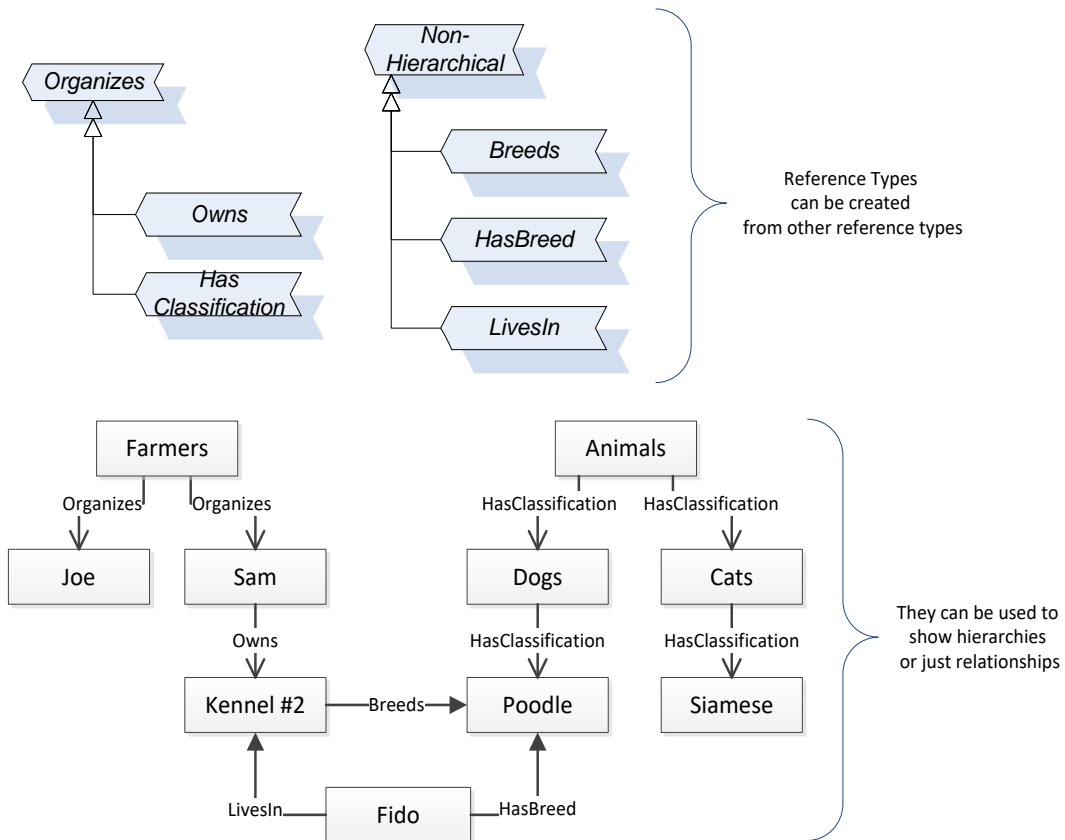 Organizes
Non-
Hierarchical
Breeds
Owns
HasBreed
Has
Classification
LivesIn
Reference Types
can be created
from other reference types
Farmers
Animals
Organizes
Organizes
HasClassification
HasClassification
Joe
Sam
Dogs
Cats
Owns
HasClassification
HasClassification
Kennel #2
Breeds
Poodle
Siamese
LivesIn
Fido
HasBreed
They can be used to
show hierarchies
or just relationships